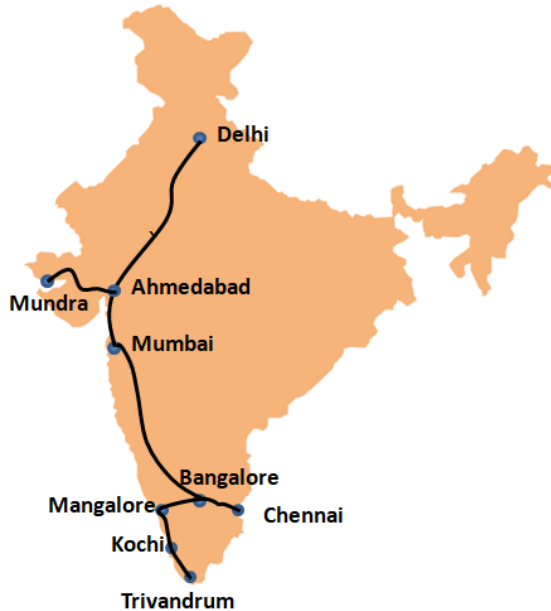 Delhi
Ahmedabad
Mundra
Mumbai
Bangalore
Mangalore
Chennai
Kochi
Trivandrum